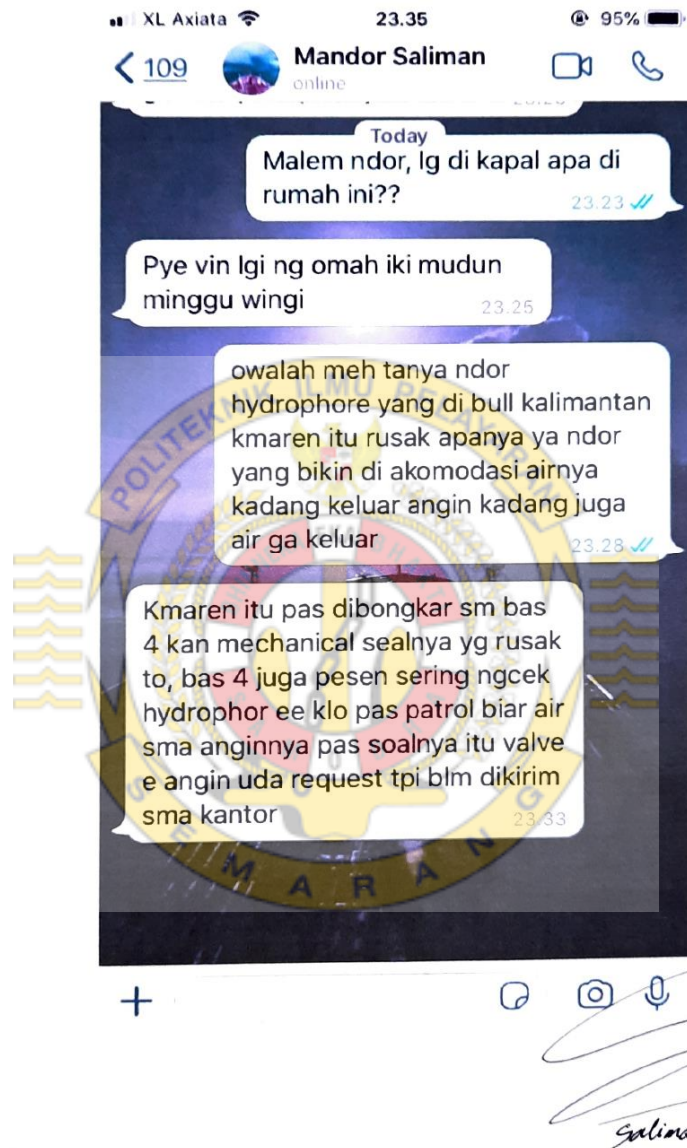 XL Axiata 23.35 95%
109 Mandor Saliman
online
Today
Malem ndor, lg di kapal apa di
rumah ini??
23.23
Pye vin lgi ng omah iki mudun
minggu wingi
23.25
owalah meh tanya ndor
hydrophore yang di bull kalimantan
kmaren itu rusak apanya ya ndor
yang bikin di akomodasi airnya
kadang keluar angin kadang juga
air ga keluar
23.28
Kmaren itu pas dibongkar sm bas
4 kan mechanical sealnya yg rusak
to, bas 4 juga pesen sering ngcek
hydrophor ee klo pas patrol biar air
sma anginnya pas soalnya itu valve
e angin uda request tpi blm dikirim
sma kantor
23.33
POLITEKNIK ILMU PELAYARAN
SEMARANG